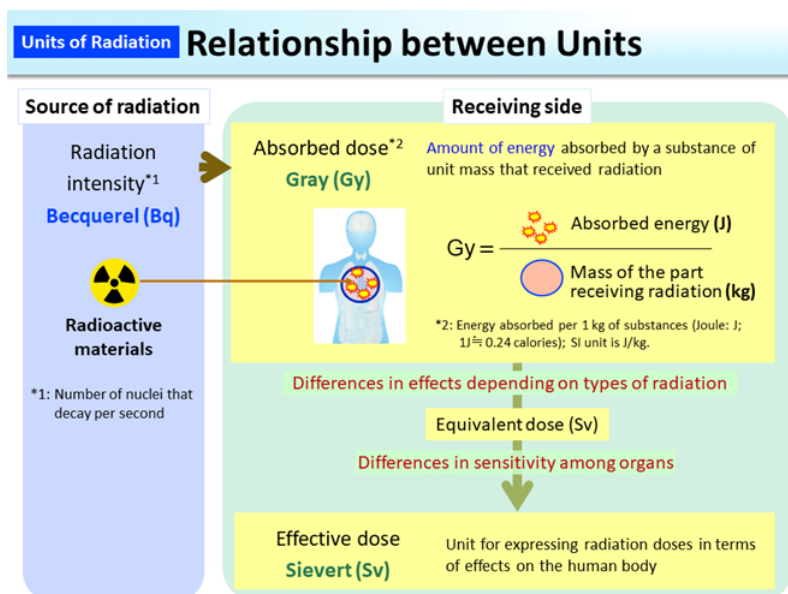 Units of Radiation
Relationship between Units
Source of radiation
Radiation
intensity*1
Becquerel (Bq)
Radioactive
materials
*1: Number of nuclei that
decay per second
Receiving side
Absorbed dose*2
Gray (Gy)
Amount of energy absorbed by a substance of
unit mass that received radiation
Gy =
Absorbed energy (J)
Mass of the part
receiving radiation (kg)
*2: Energy absorbed per 1 kg of substances (Joule: J;
1J≒0.24 calories); SI unit is J/kg.
Differences in effects depending on types of radiation
Equivalent dose (Sv)
Differences in sensitivity among organs
Effective dose
Sievert (Sv)
Unit for expressing radiation doses in terms
of effects on the human body